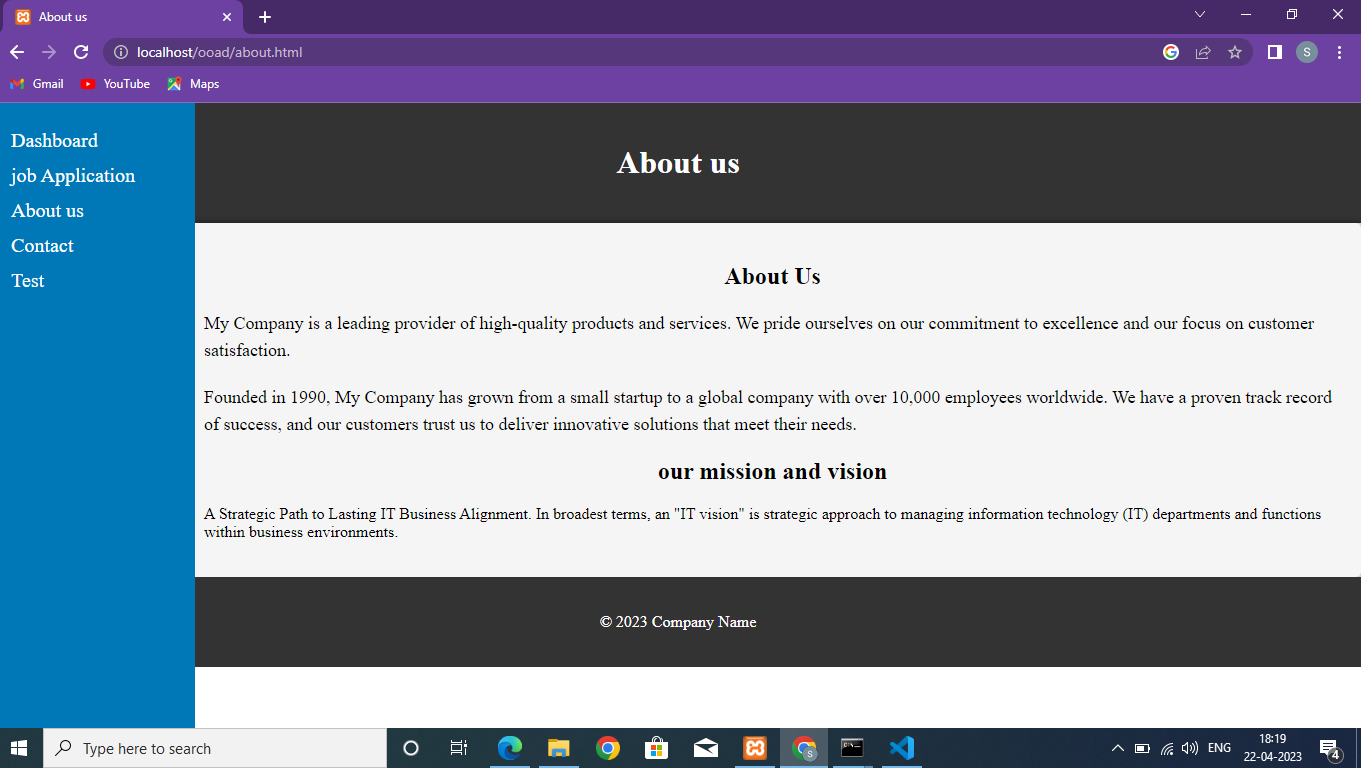 About us
localhost/ooad/about.html
S
Gmail YouTube Maps
Dashboard
job Application
About us
Contact
Test
About us
About Us
My Company is a leading provider of high-quality products and services. We pride ourselves on our commitment to excellence and our focus on customer
satisfaction.
Founded in 1990, My Company has grown from a small startup to a global company with over 10,000 employees worldwide. We have a proven track record
of success, and our customers trust us to deliver innovative solutions that meet their needs.
our mission and vision
A Strategic Path to Lasting IT Business Alignment. In broadest terms, an "IT vision" is strategic approach to managing information technology (IT) departments and functions
within business environments.
© 2023 Company Name
Type here to search
S
ENG
18:19
22-04-2023
4